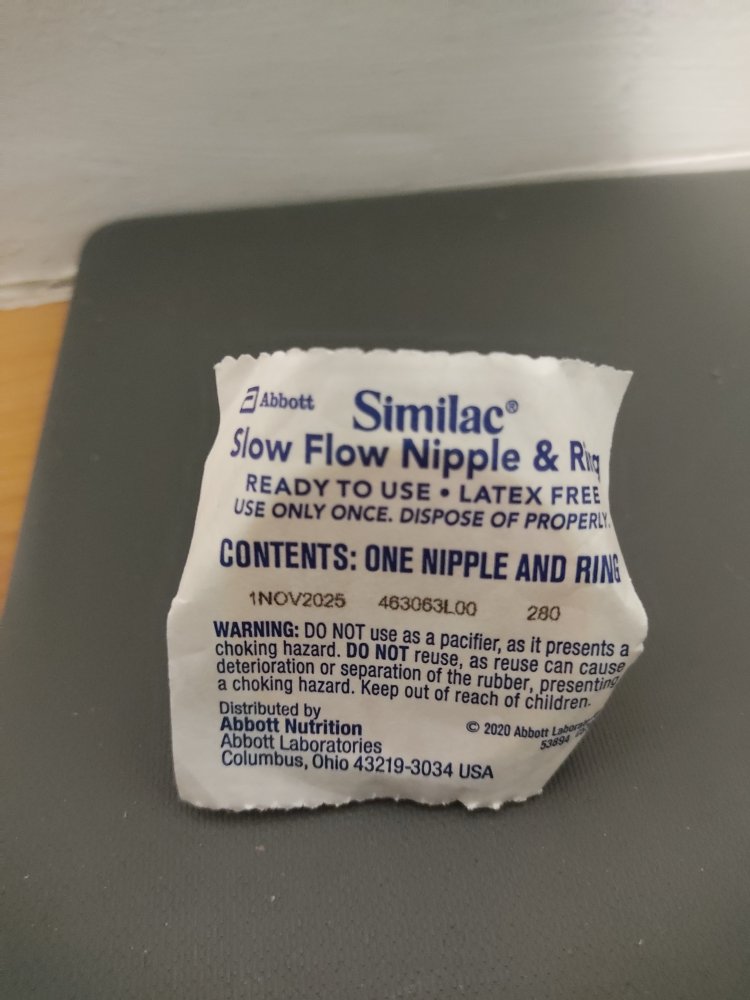 Abbott Similac®
Slow Flow Nipple & Ring
READY TO USE • LATEX FREE
USE ONLY ONCE. DISPOSE OF PROPERLY.
CONTENTS: ONE NIPPLE AND RING
1NOV2025 463063L00 280
WARNING: DO NOT use as a pacifier, as it presents a
choking hazard. DO NOT reuse, as reuse can cause
deterioration or separation of the rubber, presenting
a choking hazard. Keep out of reach of children.
Distributed by
Abbott Nutrition
Abbott Laboratories
Columbus, Ohio 43219-3034 USA
© 2020 Abbott
53894